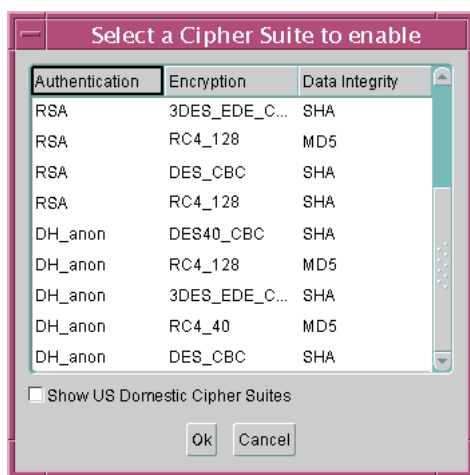 Select a Cipher Suite to enable
Authentication Encryption Data Integrity
RSA 3DES_EDE_C... SHA
RSA RC4_128 MD5
RSA DES_CBC SHA
RSA RC4_128 SHA
DH_anon DES40_CBC SHA
DH_anon RC4_128 MD5
DH_anon 3DES_EDE_C... SHA
DH_anon RC4_40 MD5
DH_anon DES_CBC SHA
Show US Domestic Cipher Suites
Ok Cancel